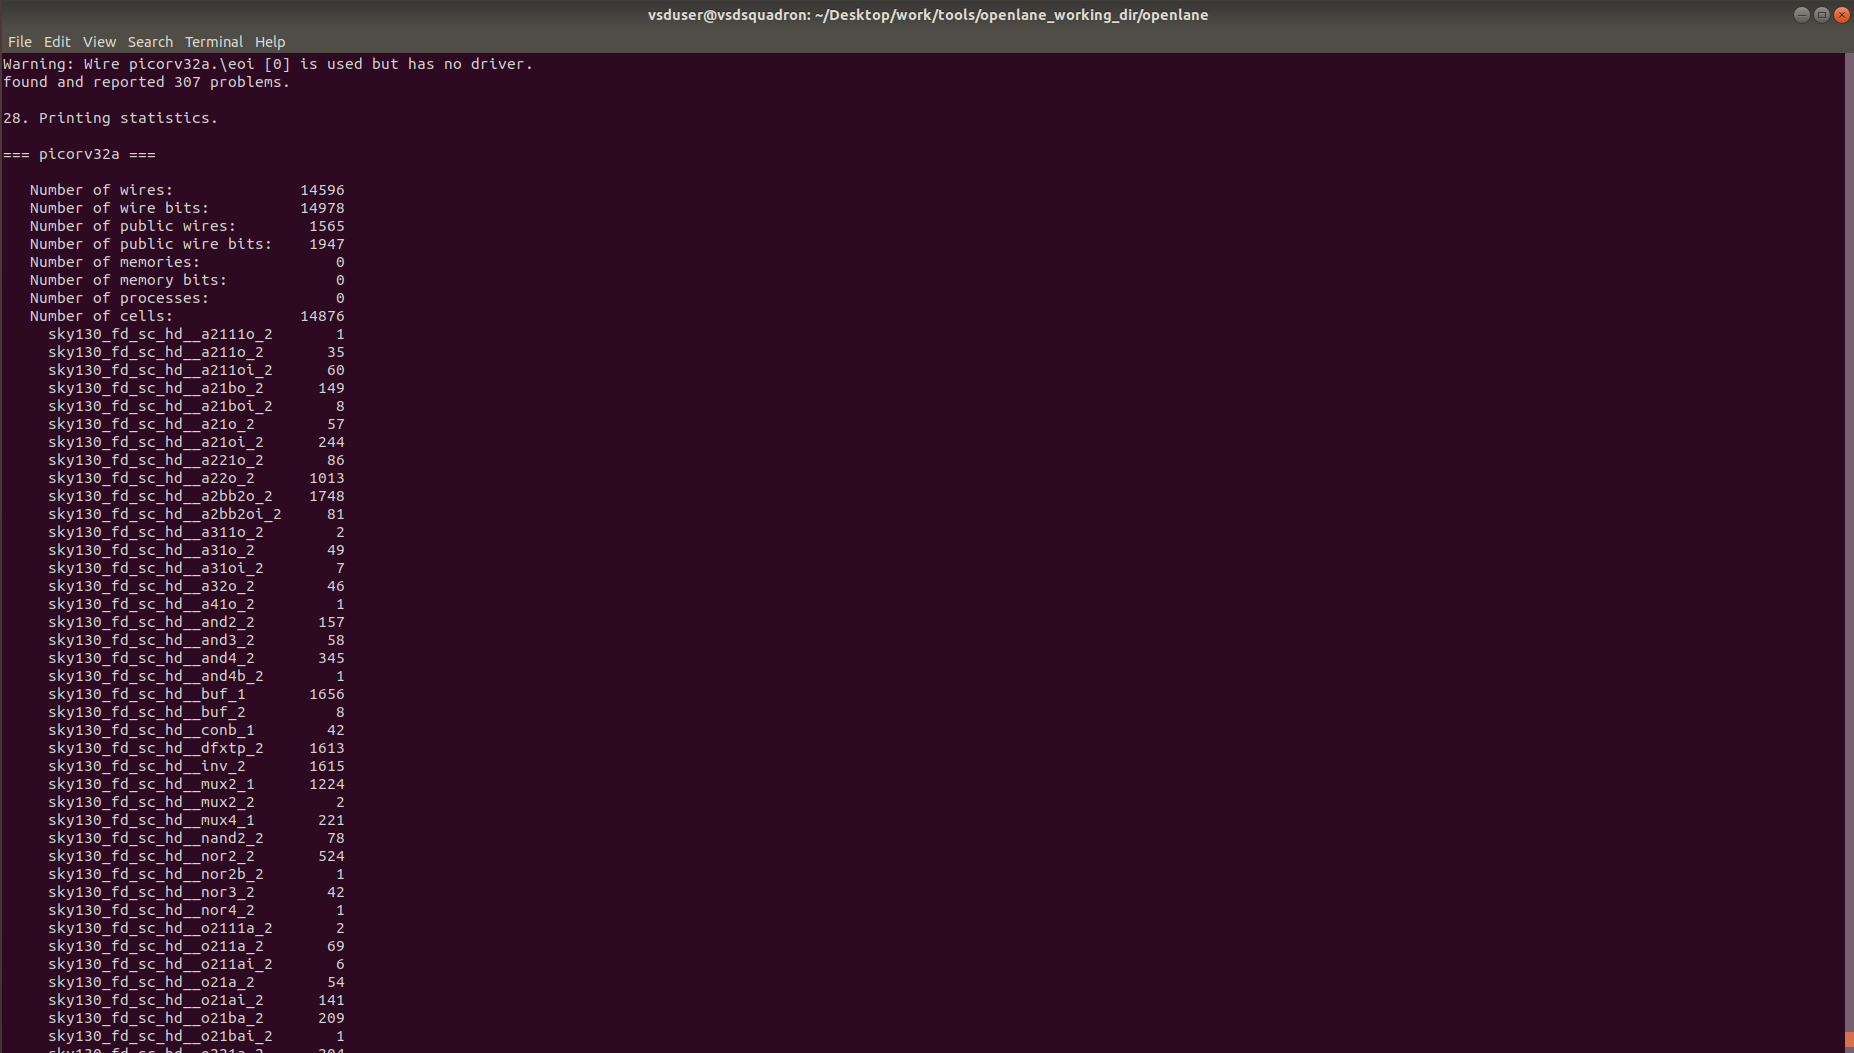 vsduser@vsdsquadron: ~/Desktop/work/tools/openlane_working_dir/openlane
File Edit View Search Terminal Help
Warning: Wire picorv32a.\eoi [0] is used but has no driver.
found and reported 307 problems.
28. Printing statistics.
=== picorv32a ===
Number of wires: 14596
Number of wire bits: 14978
Number of public wires: 1565
Number of public wire bits: 1947
Number of memories: 0
Number of memory bits: 0
Number of processes: 0
Number of cells: 14876
sky130_fd_sc_hd__a2111o_2 1
sky130_fd_sc_hd__a211o_2 35
sky130_fd_sc_hd__a211oi_2 60
sky130_fd_sc_hd__a21bo_2 149
sky130_fd_sc_hd__a21boi_2 8
sky130_fd_sc_hd__a21o_2 57
sky130_fd_sc_hd__a21oi_2 244
sky130_fd_sc_hd__a221o_2 86
sky130_fd_sc_hd__a22o_2 1013
sky130_fd_sc_hd__a2bb2o_2 1748
sky130_fd_sc_hd__a2bb2oi_2 81
sky130_fd_sc_hd__a311o_2 2
sky130_fd_sc_hd__a31o_2 49
sky130_fd_sc_hd__a31oi_2 7
sky130_fd_sc_hd__a32o_2 46
sky130_fd_sc_hd__a41o_2 1
sky130_fd_sc_hd__and2_2 157
sky130_fd_sc_hd__and3_2 58
sky130_fd_sc_hd__and4_2 345
sky130_fd_sc_hd__and4b_2 1
sky130_fd_sc_hd__buf_1 1656
sky130_fd_sc_hd__buf_2 8
sky130_fd_sc_hd__conb_1 42
sky130_fd_sc_hd__dfxtp_2 1613
sky130_fd_sc_hd__inv_2 1615
sky130_fd_sc_hd__mux2_1 1224
sky130_fd_sc_hd__mux2_2 2
sky130_fd_sc_hd__mux4_1 221
sky130_fd_sc_hd__nand2_2 78
sky130_fd_sc_hd__nor2_2 524
sky130_fd_sc_hd__nor2b_2 1
sky130_fd_sc_hd__nor3_2 42
sky130_fd_sc_hd__nor4_2 1
sky130_fd_sc_hd__o2111a_2 2
sky130_fd_sc_hd__o211a_2 69
sky130_fd_sc_hd__o211ai_2 6
sky130_fd_sc_hd__o21a_2 54
sky130_fd_sc_hd__o21ai_2 141
sky130_fd_sc_hd__o21ba_2 209
sky130_fd_sc_hd__o21bai_2 1